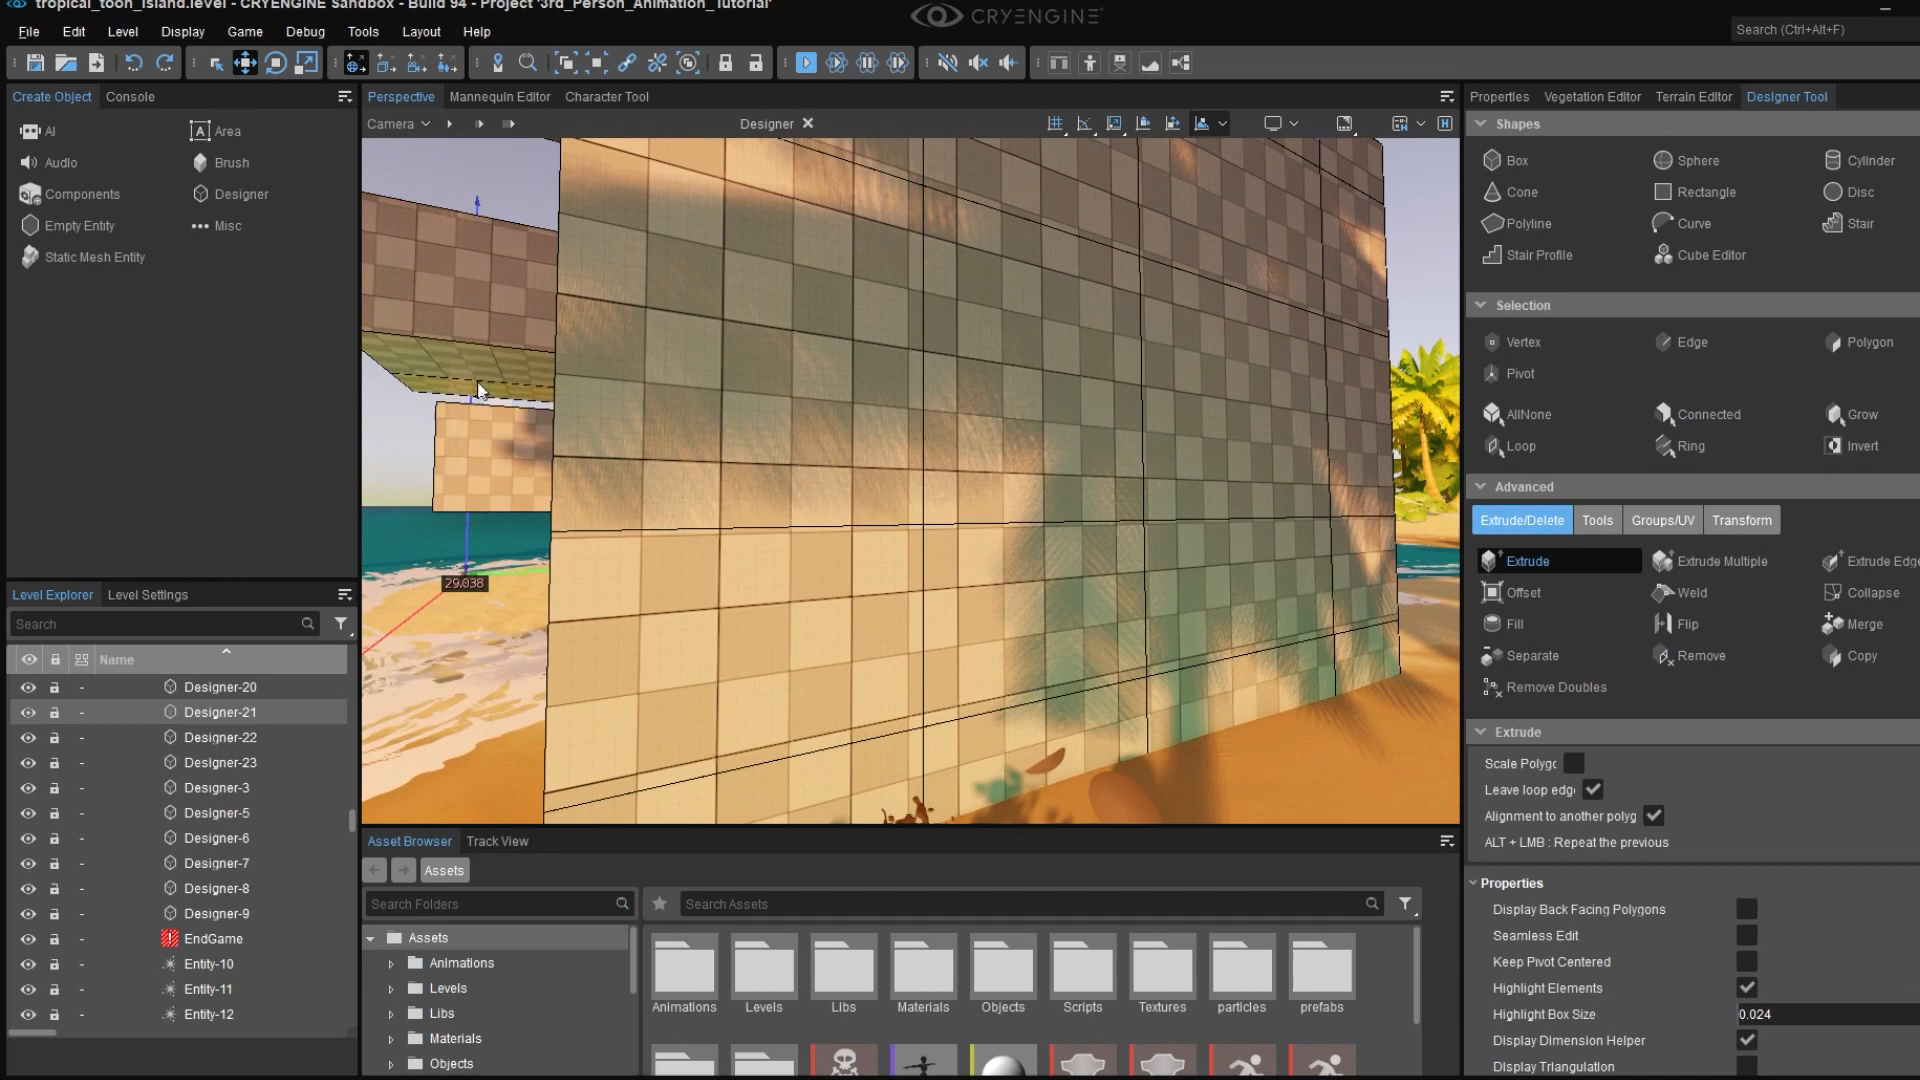 tropical_toon_island.level - CRYENGINE Sandbox - Build 94 - Project '3rd_Person_Animation_Tutorial'
CRYENGINE
File Edit Level Display Game Debug Tools Layout Help
Search (Ctrl+Alt+F)
Create Object Console
AI Area
Audio Brush
Components Designer
Empty Entity Misc
Static Mesh Entity
Perspective Mannequin Editor Character Tool
Camera Designer
29.038
Properties Vegetation Editor Terrain Editor Designer Tool
Shapes
Box Sphere Cylinder
Cone Rectangle Disc
Polyline Curve Stair
Stair Profile Cube Editor
Selection
Vertex Edge Polygon
Pivot
AllNone Connected Grow
Loop Ring Invert
Advanced
Extrude/Delete Tools Groups/UV Transform
Extrude Extrude Multiple Extrude Edge
Offset Weld Collapse
Fill Flip Merge
Separate Remove Copy
Remove Doubles
Extrude
Scale Polygo
Leave loop edg
Alignment to another polyg
ALT + LMB : Repeat the previous
Properties
Display Back Facing Polygons
Seamless Edit
Keep Pivot Centered
Highlight Elements
Highlight Box Size 0.024
Display Dimension Helper
Display Triangulation
Level Explorer Level Settings
Search
Name
Designer-20
Designer-21
Designer-22
Designer-23
Designer-3
Designer-5
Designer-6
Designer-7
Designer-8
Designer-9
EndGame
Entity-10
Entity-11
Entity-12
Asset Browser Track View
Assets
Search Folders Search Assets
Assets
Animations
Levels
Libs
Materials
Objects
Animations Levels Libs Materials Objects Scripts Textures particles prefabs